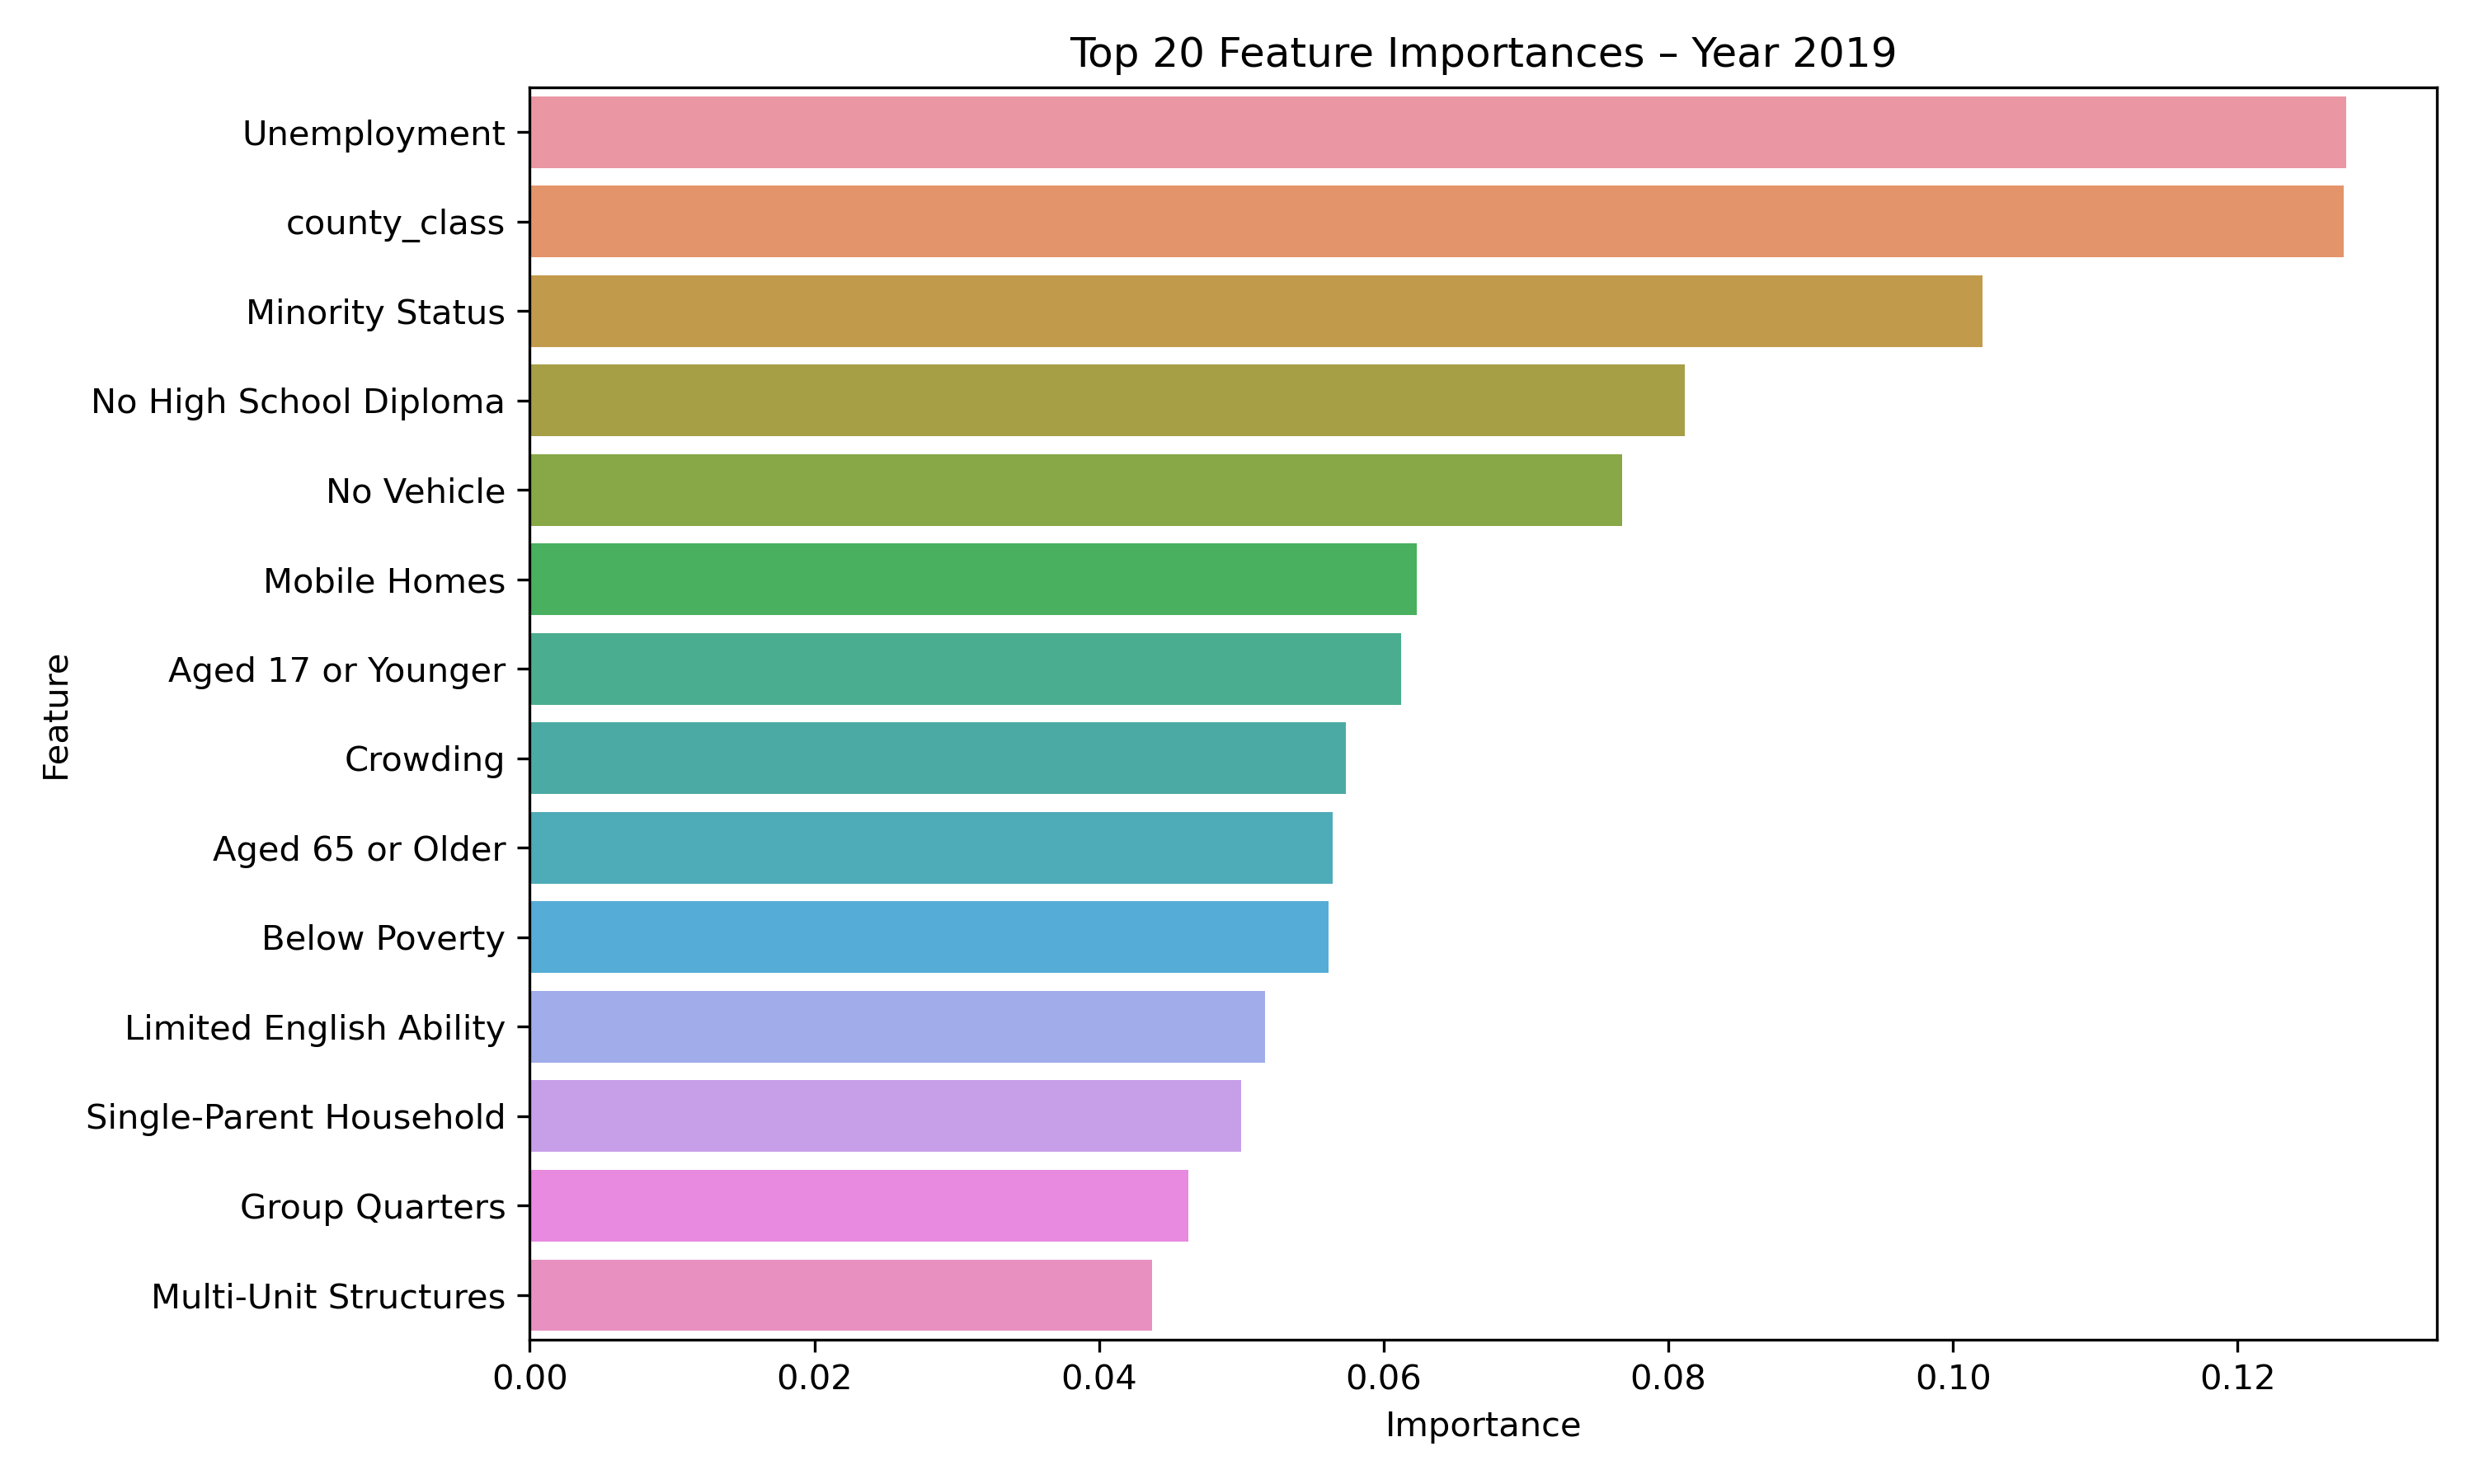 Top 20 Feature Importances – Year 2019
Unemployment
county_class
Minority Status
No High School Diploma
No Vehicle
Mobile Homes
Aged 17 or Younger
Crowding
Aged 65 or Older
Below Poverty
Limited English Ability
Single-Parent Household
Group Quarters
Multi-Unit Structures
Feature
0.00 0.02 0.04 0.06 0.08 0.10 0.12
Importance